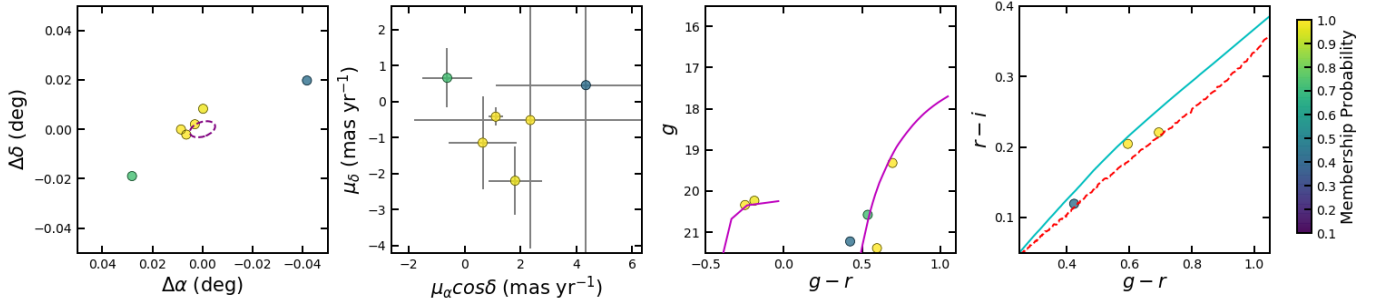 0.04
0.02
0.00
−0.02
−0.04
Δδ (deg)
0.04 0.02 0.00 −0.02 −0.04
Δα (deg)
2
1
0
−1
−2
−3
−4
μδ (mas yr−1)
−2 0 2 4 6
μαcosδ (mas yr−1)
15
16
17
18
19
20
21
g
−0.5 0.0 0.5 1.0
g − r
0.4
0.3
0.2
0.1
r − i
0.4 0.6 0.8 1.0
g − r
1.0
0.9
0.8
0.7
0.6
0.5
0.4
0.3
0.2
0.1
Membership Probability